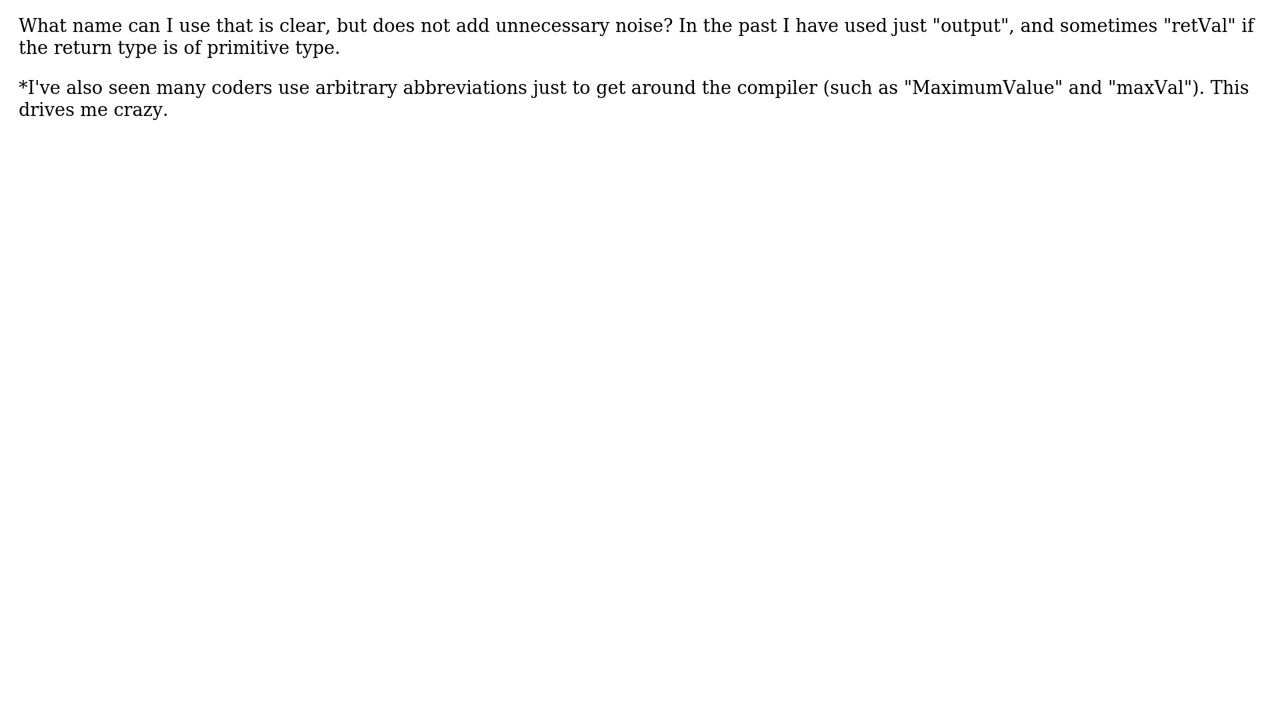 What name can I use that is clear, but does not add unnecessary noise? In the past I have used just "output", and sometimes "retVal" if
the return type is of primitive type.
*I've also seen many coders use arbitrary abbreviations just to get around the compiler (such as "MaximumValue" and "maxVal"). This
drives me crazy.